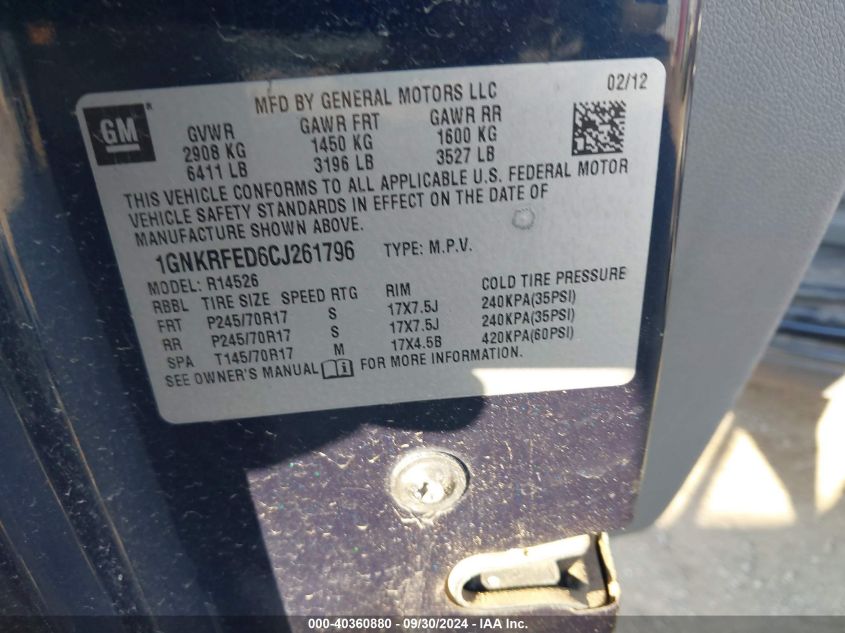 GM
MFD BY GENERAL MOTORS LLC 02/12
GVWR GAWR FRT GAWR RR
2908 KG 1450 KG 1600 KG
6411 LB 3196 LB 3527 LB
THIS VEHICLE CONFORMS TO ALL APPLICABLE U.S. FEDERAL MOTOR
VEHICLE SAFETY STANDARDS IN EFFECT ON THE DATE OF
MANUFACTURE SHOWN ABOVE.
1GNKRFED6CJ261796 TYPE: M.P.V.
MODEL: R14526
RBBL TIRE SIZE SPEED RTG RIM COLD TIRE PRESSURE
FRT P245/70R17 S 17X7.5J 240KPA(35PSI)
RR P245/70R17 S 17X7.5J 240KPA(35PSI)
SPA T145/70R17 M 17X4.5B 420KPA(60PSI)
SEE OWNER'S MANUAL FOR MORE INFORMATION.
000-40360880 - 09/30/2024 - IAA, Inc.